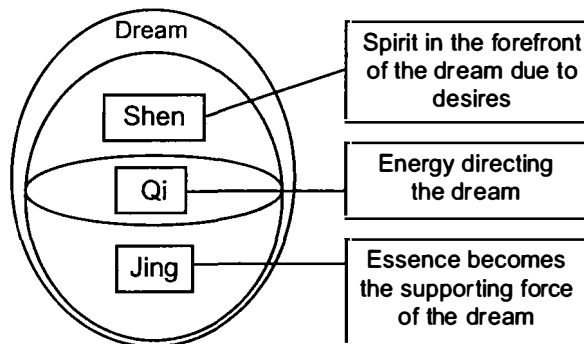 Dream
Shen
Spirit in the forefront
of the dream due to
desires
Qi
Energy directing
the dream
Jing
Essence becomes
the supporting force
of the dream